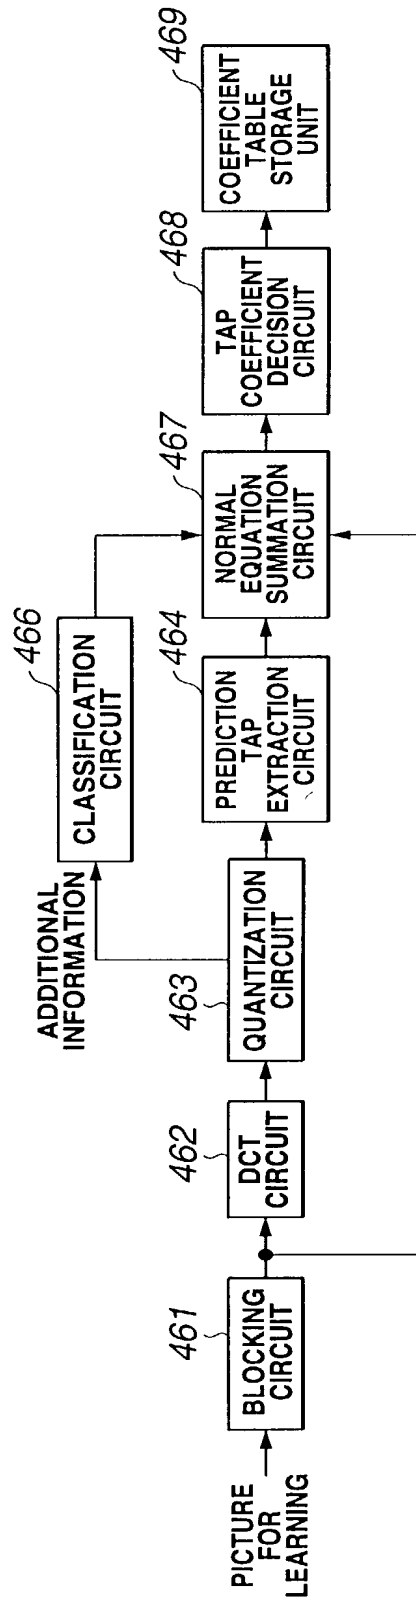 PICTURE
FOR
LEARNING
461
BLOCKING
CIRCUIT
462
DCT
CIRCUIT
463
QUANTIZATION
CIRCUIT
ADDITIONAL
INFORMATION
466
CLASSIFICATION
CIRCUIT
464
PREDICTION
TAP
EXTRACTION
CIRCUIT
467
NORMAL
EQUATION
SUMMATION
CIRCUIT
468
TAP
COEFFICIENT
DECISION
CIRCUIT
469
COEFFICIENT
TABLE
STORAGE
UNIT